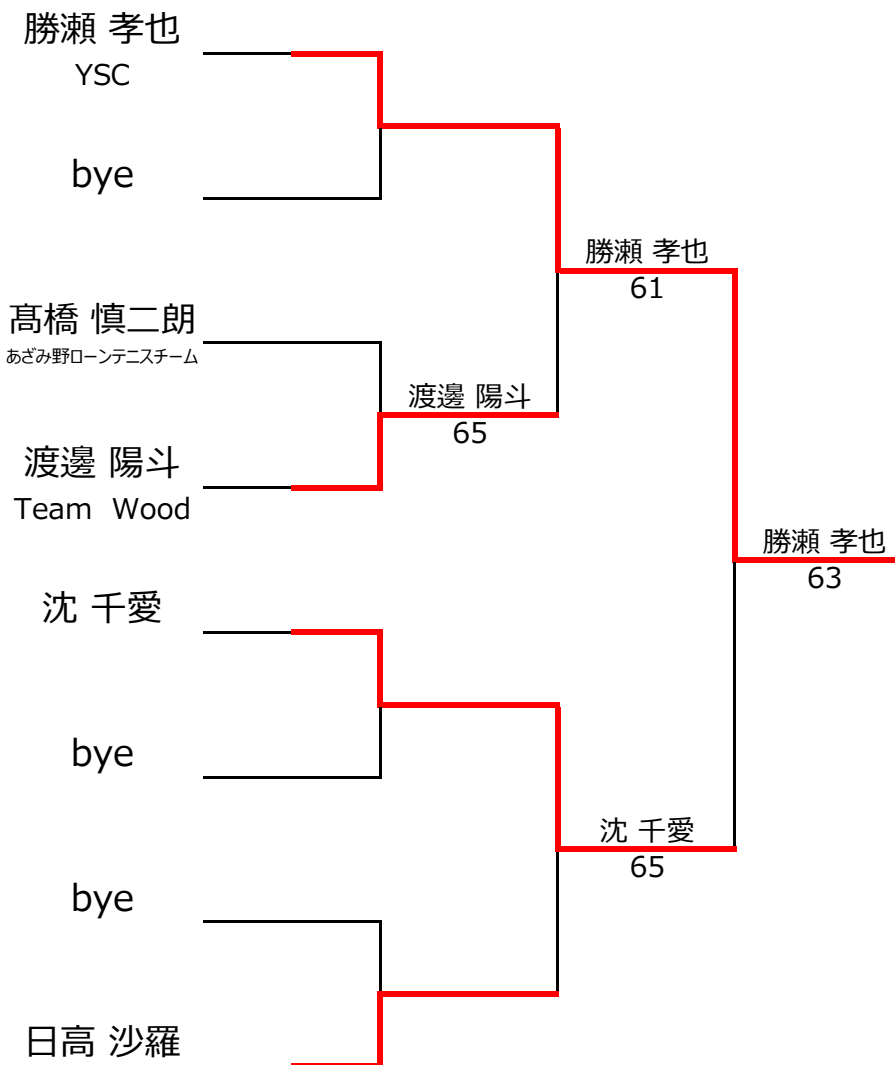 勝瀬 孝也
YSC
bye
髙橋 慎二朗
あざみ野ローンテニスチーム
渡邊 陽斗
Team Wood
沈 千愛
bye
bye
日高 沙羅
渡邊 陽斗
65
勝瀬 孝也
61
沈 千愛
65
勝瀬 孝也
63